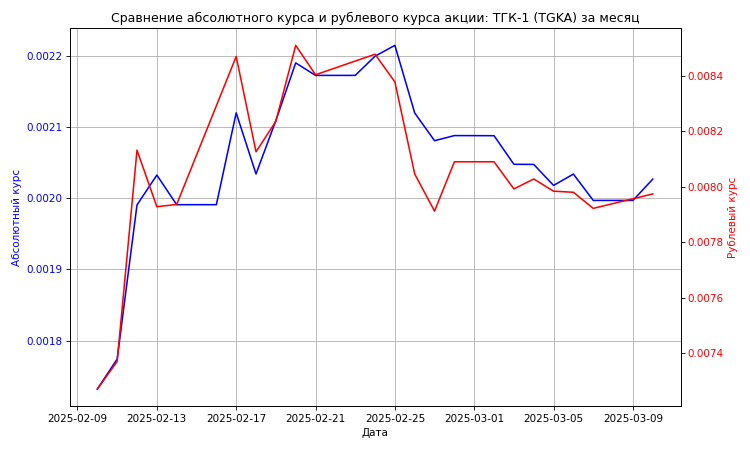 Сравнение абсолютного курса и рублевого курса акции: ТГК-1 (TGKA) за месяц
0.0022
0.0021
0.0020
0.0019
0.0018
Абсолютный курс
0.0084
0.0082
0.0080
0.0078
0.0076
0.0074
Рублевый курс
2025-02-09 2025-02-13 2025-02-17 2025-02-21 2025-02-25 2025-03-01 2025-03-05 2025-03-09
Дата